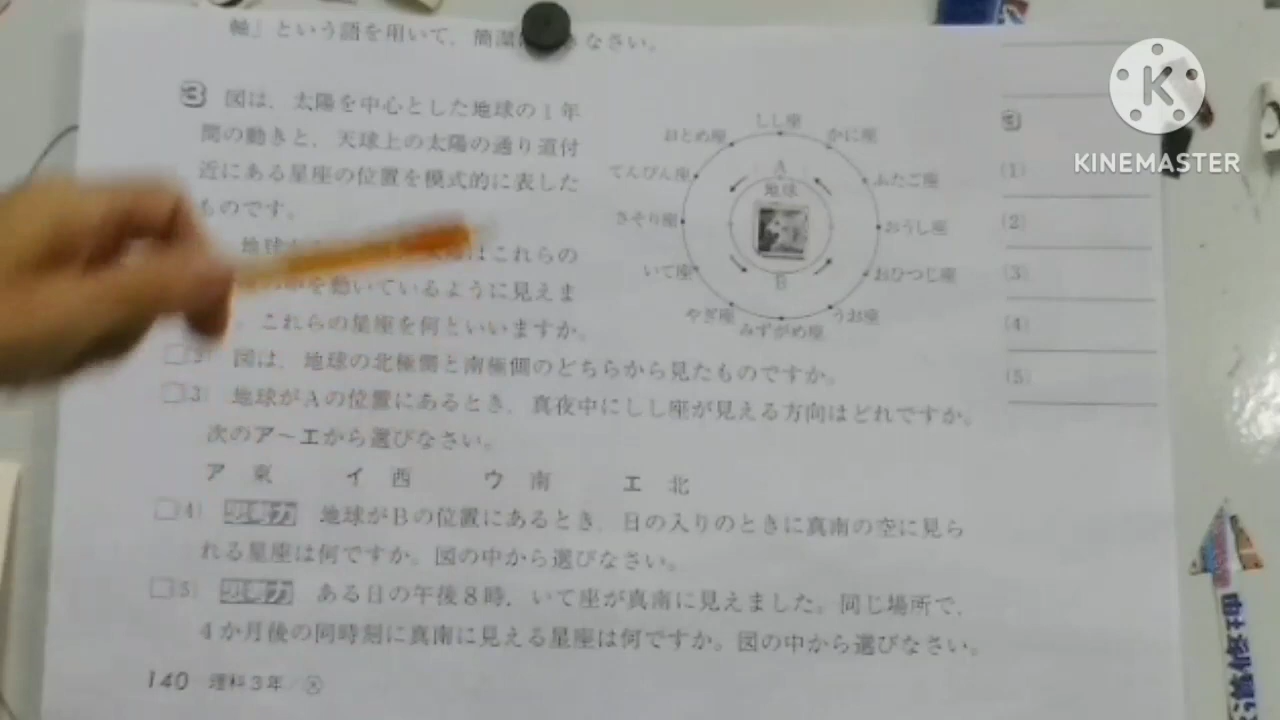 軸」という語を用いて,簡潔 なさい。
3 図は,太陽を中心とした地球の1年
間の動きと,天球上の太陽の通り道付
近にある星座の位置を模式的に表した
ものです。
地球 はこれらの
を動いているように見えま
。これらの星座を何といいますか。
しし座
おとめ座
かに座
てんびん座
ふたご座
さそり座
おうし座
いて座
おひつじ座
やぎ座
うお座
みずがめ座
A
地球
B
□2) 図は,地球の北極側と南極側のどちらから見たものですか。
□3) 地球がAの位置にあるとき,真夜中にしし座が見える方向はどれですか。
次のア~エから選びなさい。
ア 東 イ 西 ウ 南 エ 北
□4) 思考力 地球がBの位置にあるとき,日の入りのときに真南の空に見ら
れる星座は何ですか。図の中から選びなさい。
□5) 思考力 ある日の午後8時,いて座が真南に見えました。同じ場所で,
4か月後の同時刻に真南に見える星座は何ですか。図の中から選びなさい。
140 理科3年
3
(1)
(2)
(3)
(4)
(5)
K
KINEMASTER